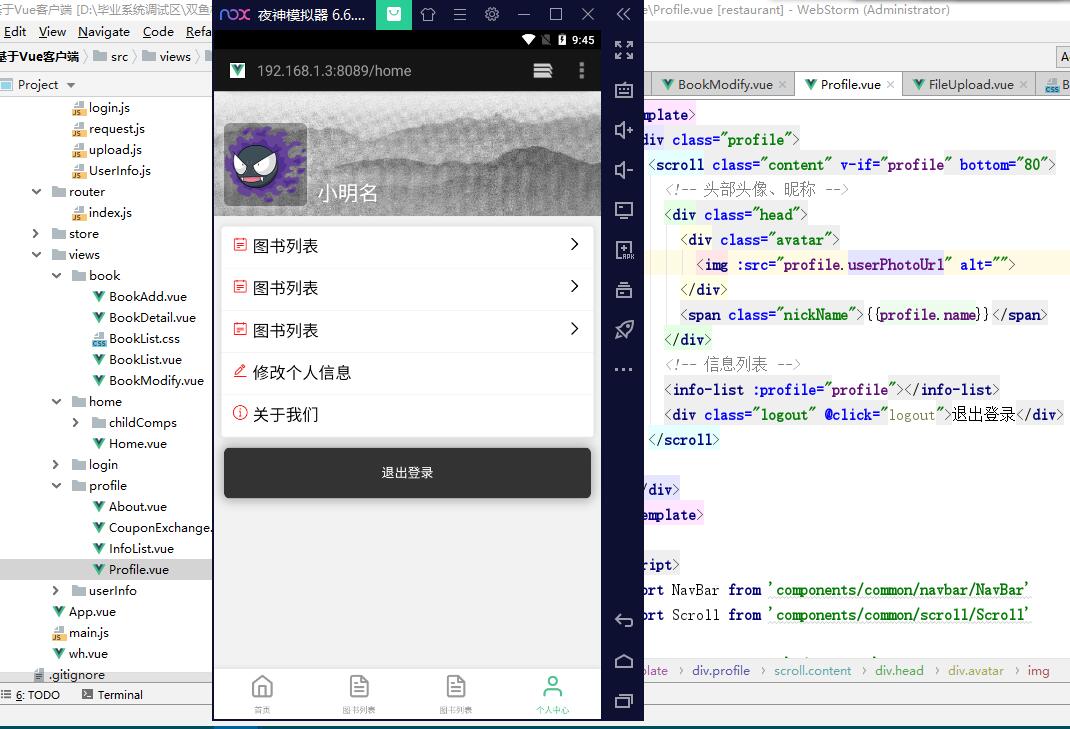 基于Vue客户端 [D:\毕业系统调试区\双鱼
Edit View Navigate Code Refa
基于Vue客户端 src views
Project
login.js
request.js
upload.js
UserInfo.js
router
index.js
store
views
book
BookAdd.vue
BookDetail.vue
BookList.css
BookList.vue
BookModify.vue
home
childComps
Home.vue
login
profile
About.vue
CouponExchange.
InfoList.vue
Profile.vue
userInfo
App.vue
main.js
wh.vue
.gitignore
6: TODO Terminal
nox 夜神模拟器 6.6....
9:45
192.168.1.3:8089/home
小明名
图书列表
图书列表
图书列表
修改个人信息
关于我们
退出登录
首页 图书列表 图书列表 个人中心
APK
e\Profile.vue [restaurant] - WebStorm (Administrator)
A
BookModify.vue Profile.vue FileUpload.vue B
mplate>
div class="profile">
<scroll class="content" v-if="profile" bottom="80">
<!-- 头部头像、昵称 -->
<div class="head">
<div class="avatar">
<img :src="profile.userPhotoUrl" alt="">
</div>
<span class="nickName">{{profile.name}}</span>
</div>
<!-- 信息列表 -->
<info-list :profile="profile"></info-list>
<div class="logout" @click="logout">退出登录</div>
</scroll>
/div>
emplate>
ript>
ort NavBar from 'components/common/navbar/NavBar'
ort Scroll from 'components/common/scroll/Scroll'
plate › div.profile › scroll.content › div.head › div.avatar › img